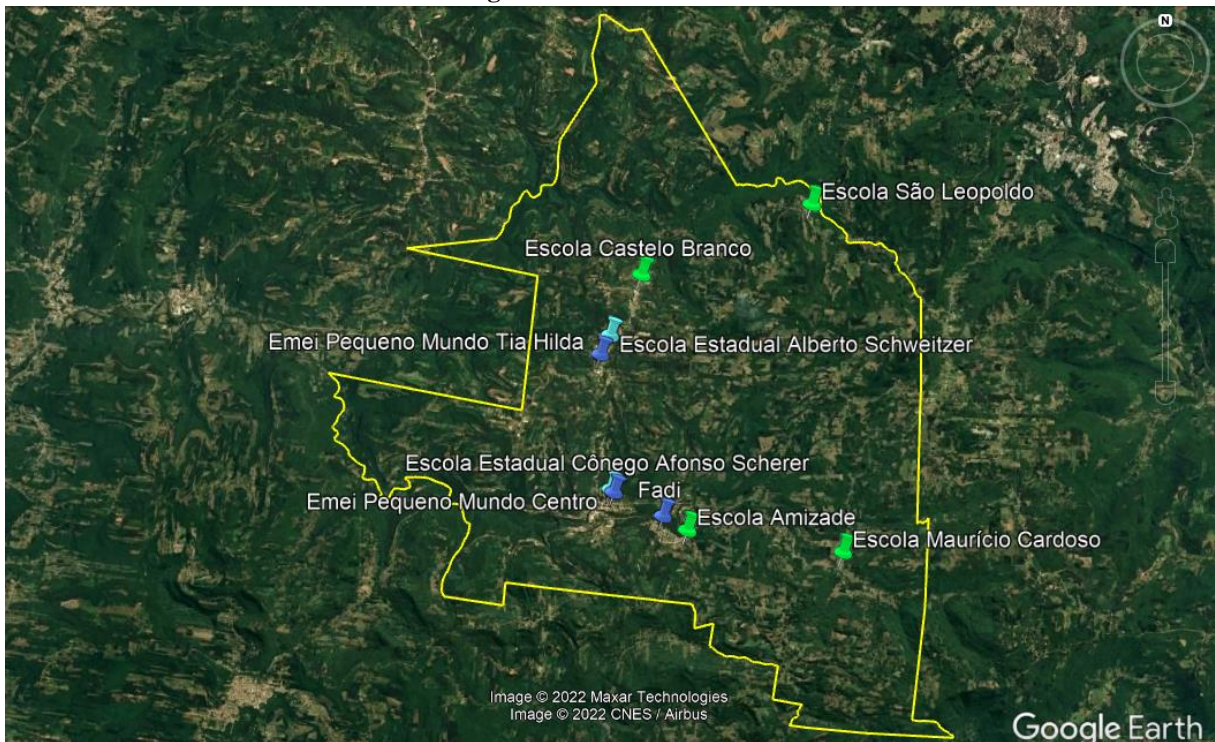 N
Escola São Leopoldo
Escola Castelo Branco
Emei Pequeno Mundo Tia Hilda
Escola Estadual Alberto Schweitzer
Escola Estadual Cônego Afonso Scherer
Emei Pequeno Mundo Centro
Fadi
Escola Amizade
Escola Maurício Cardoso
Image © 2022 Maxar Technologies
Image © 2022 CNES / Airbus
Google Earth